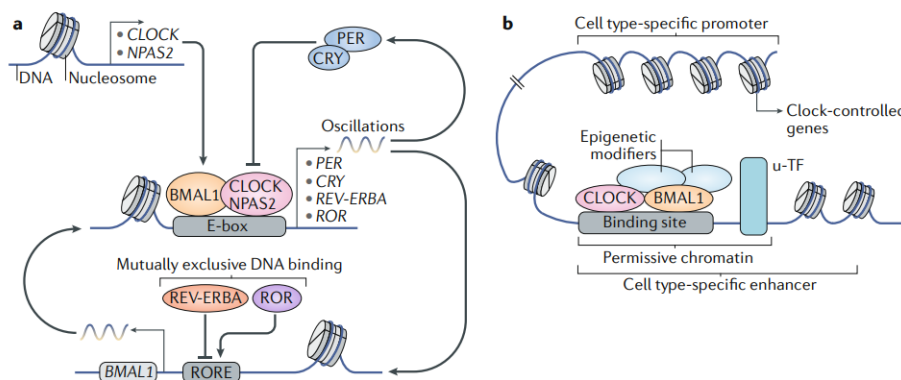 a
• CLOCK
• NPAS2
DNA
Nucleosome
PER
CRY
Oscillations
• PER
• CRY
• REV-ERBA
• ROR
BMAL1
CLOCK
NPAS2
E-box
Mutually exclusive DNA binding
REV-ERBA
ROR
BMAL1
RORE
b
Cell type-specific promoter
Clock-controlled
genes
Epigenetic
modifiers
u-TF
CLOCK
BMAL1
Binding site
Permissive chromatin
Cell type-specific enhancer